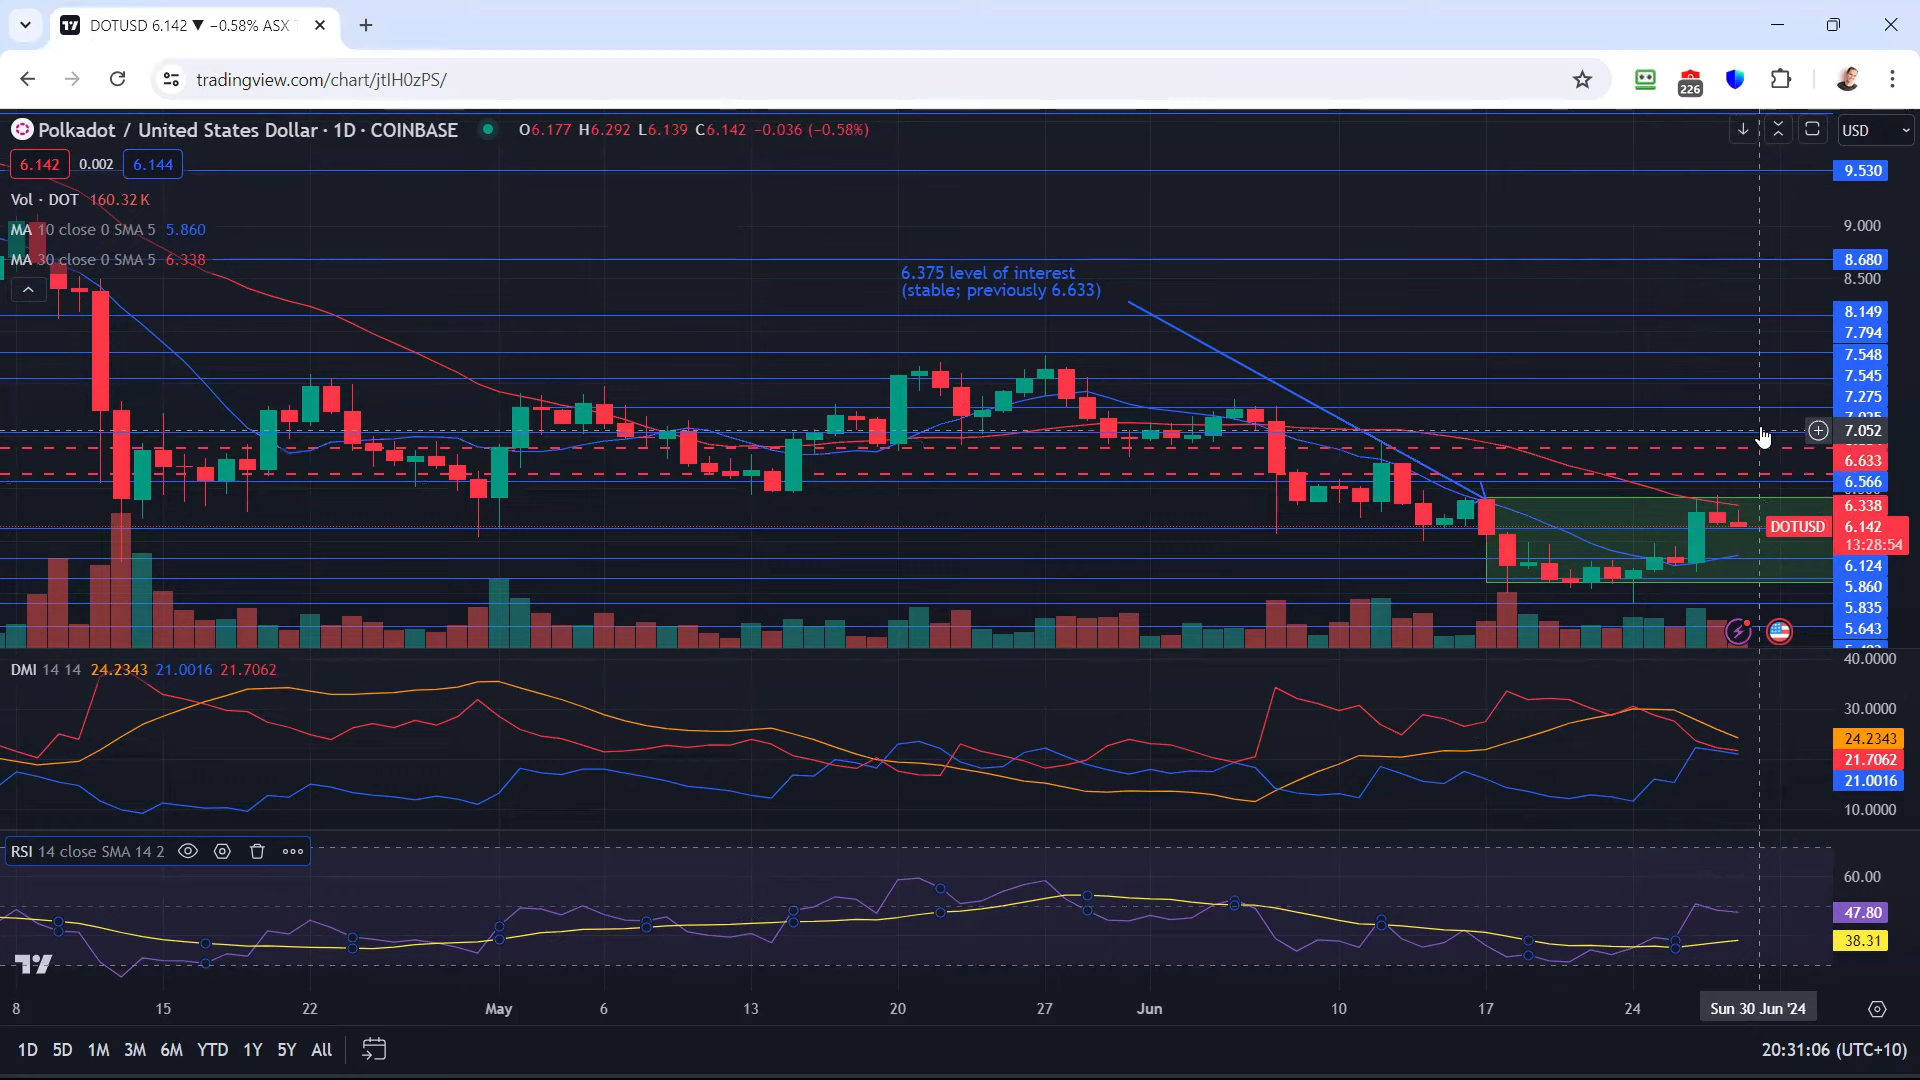 DOTUSD 6.142 ▼ −0.58% ASX
tradingview.com/chart/jtIH0zPS/
226
Polkadot / United States Dollar · 1D · COINBASE
O6.177 H6.292 L6.139 C6.142 −0.036 (−0.58%)
USD
6.142 0.002 6.144
Vol · DOT 160.32 K
MA 10 close 0 SMA 5 5.860
MA 30 close 0 SMA 5 6.338
6.375 level of interest
(stable; previously 6.633)
9.530
9.000
8.680
8.500
8.149
7.794
7.548
7.545
7.275
7.052
6.633
6.566
6.338
DOTUSD 6.142
13:28:54
6.124
5.860
5.835
5.643
DMI 14 14 24.2343 21.0016 21.7062
40.0000
30.0000
24.2343
21.7062
21.0016
10.0000
RSI 14 close SMA 14 2
60.00
47.80
38.31
8 15 22 May 6 13 20 27 Jun 10 17 24 Sun 30 Jun '24
1D 5D 1M 3M 6M YTD 1Y 5Y All
20:31:06 (UTC+10)